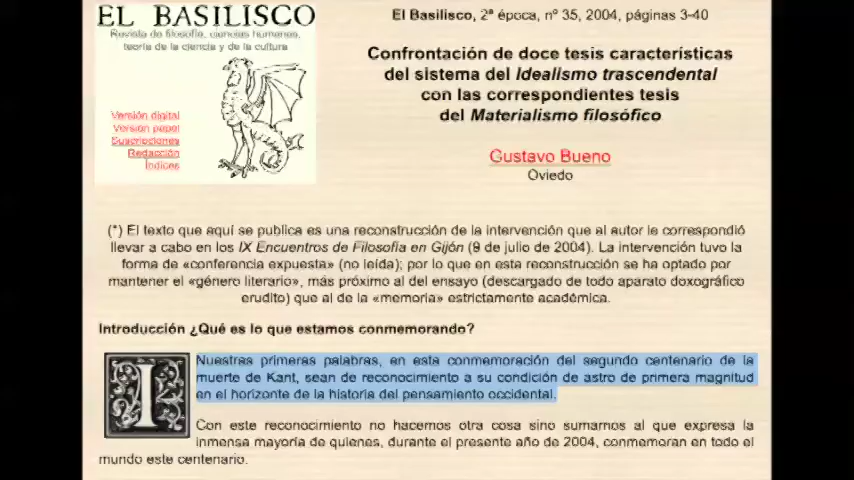 EL BASILISCO
Revista de filosofía, ciencias humanas,
teoría de la ciencia y de la cultura
Versión digital
Versión papel
Suscripciones
Redacción
Índices
El Basilisco, 2ª época, nº 35, 2004, páginas 3-40
Confrontación de doce tesis características
del sistema del Idealismo trascendental
con las correspondientes tesis
del Materialismo filosófico
Gustavo Bueno
Oviedo
(*) El texto que aquí se publica es una reconstrucción de la intervención que al autor le correspondió
llevar a cabo en los IX Encuentros de Filosofía en Gijón (9 de julio de 2004). La intervención tuvo la
forma de «conferencia expuesta» (no leída); por lo que en esta reconstrucción se ha optado por
mantener el «género literario», más próximo al del ensayo (descargado de todo aparato doxográfico
erudito) que al de la «memoria» estrictamente académica.
Introducción ¿Qué es lo que estamos conmemorando?
I
Nuestras primeras palabras, en esta conmemoración del segundo centenario de la
muerte de Kant, sean de reconocimiento a su condición de astro de primera magnitud
en el horizonte de la historia del pensamiento occidental.
Con este reconocimiento no hacemos otra cosa sino sumarnos al que expresa la
inmensa mayoría de quienes, durante el presente año de 2004, conmemoran en todo el
mundo este centenario.